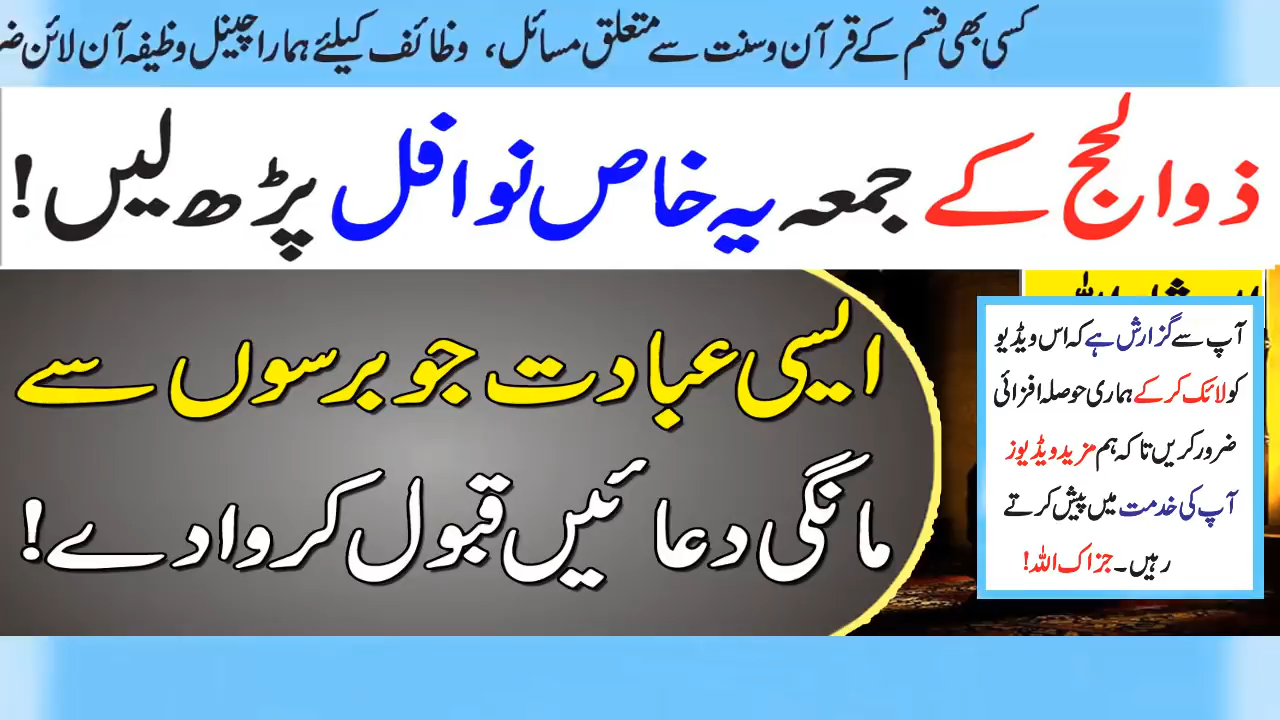 کسی بھی قسم کے قرآن و سنت سے متعلق مسائل، وظائف کیلئے ہمارا چینل وظیفہ آن لائن
ذوالحج کے جمعہ یہ خاص نوافل پڑھ لیں!
ایسی عبادت جو برسوں سے
مانگی دعائیں قبول کروا دے!
آپ سے گزارش ہے کہ اس ویڈیو
کو لائک کر کے ہماری حوصلہ افزائی
ضرور کریں تاکہ ہم مزید ویڈیوز
آپ کی خدمت میں پیش کرتے
رہیں۔ جزاک اللہ!